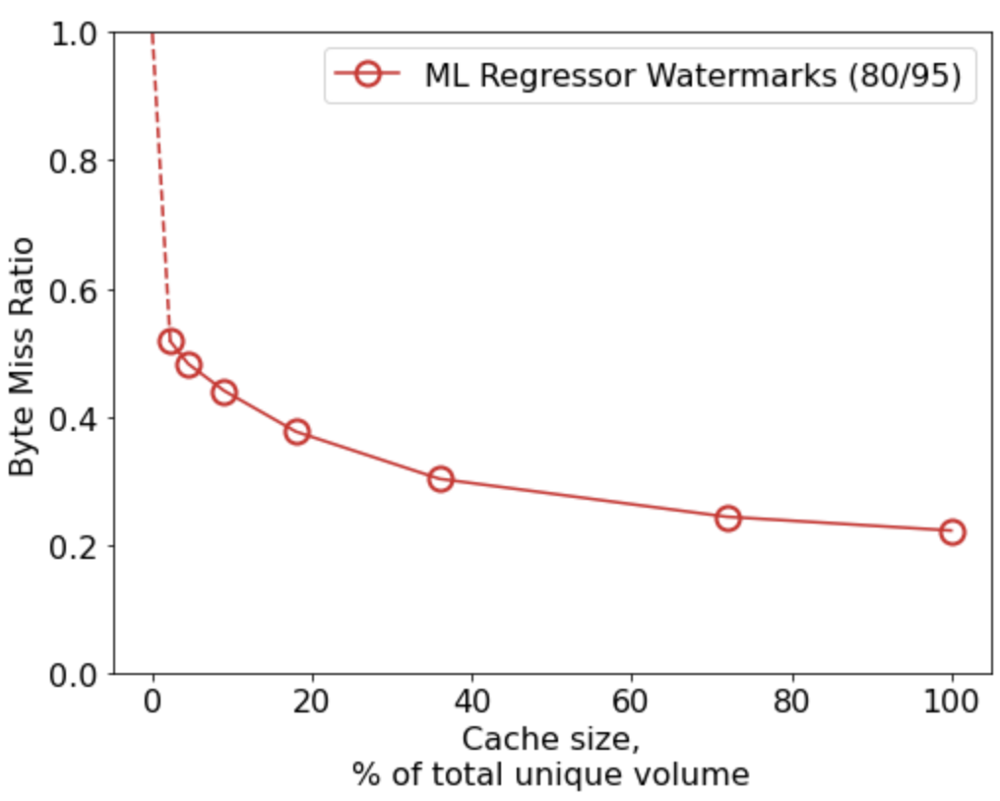 ML Regressor Watermarks (80/95)
1.0
0.8
0.6
0.4
0.2
0.0
Byte Miss Ratio
0 20 40 60 80 100
Cache size,
% of total unique volume